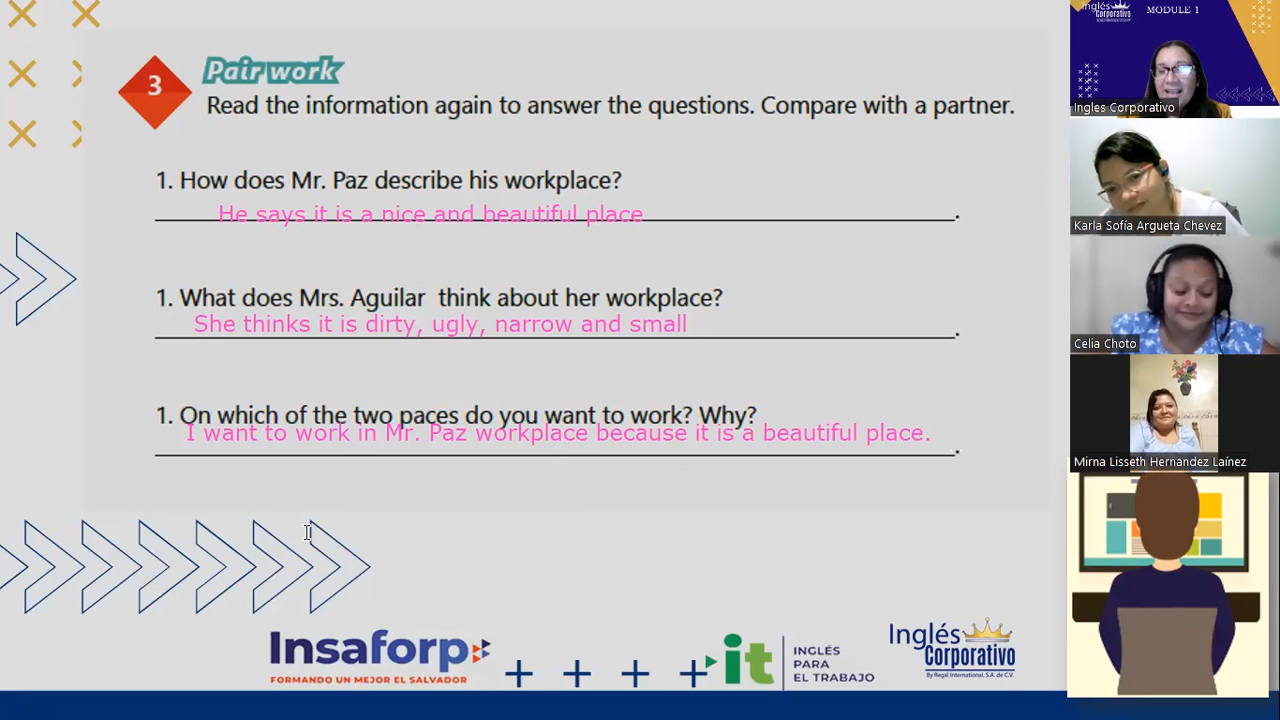 3
Pair work
Read the information again to answer the questions. Compare with a partner.
1. How does Mr. Paz describe his workplace?
He says it is a nice and beautiful place
1. What does Mrs. Aguilar think about her workplace?
She thinks it is dirty, ugly, narrow and small
1. On which of the two paces do you want to work? Why?
I want to work in Mr. Paz workplace because it is a beautiful place.
Insaforp
FORMANDO UN MEJOR EL SALVADOR
it
INGLÉS
PARA
EL TRABAJO
Inglés
Corporativo
By Regal International, S.A. de C.V.
Inglés
Corporativo
MODULE 1
Ingles Corporativo
Karla Sofía Argueta Chevez
Celia Choto
Mirna Lisseth Hernandez Laínez